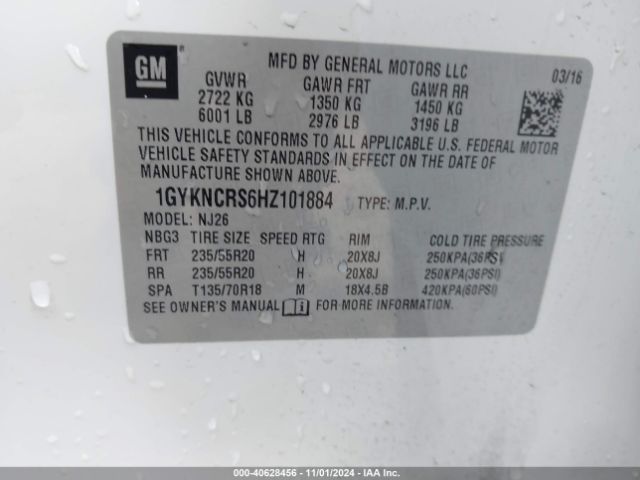 GM
MFD BY GENERAL MOTORS LLC 03/16
GVWR GAWR FRT GAWR RR
2722 KG 1350 KG 1450 KG
6001 LB 2976 LB 3196 LB
THIS VEHICLE CONFORMS TO ALL APPLICABLE U.S. FEDERAL MOTOR
VEHICLE SAFETY STANDARDS IN EFFECT ON THE DATE OF
MANUFACTURE SHOWN ABOVE.
1GYKNCRS6HZ101884 TYPE: M.P.V.
MODEL: NJ26
NBG3 TIRE SIZE SPEED RTG RIM COLD TIRE PRESSURE
FRT 235/55R20 H 20X8J 250KPA(36PSI)
RR 235/55R20 H 20X8J 250KPA(36PSI)
SPA T135/70R18 M 18X4.5B 420KPA(60PSI)
SEE OWNER'S MANUAL FOR MORE INFORMATION.
000-40628456 - 11/01/2024 - IAA Inc.